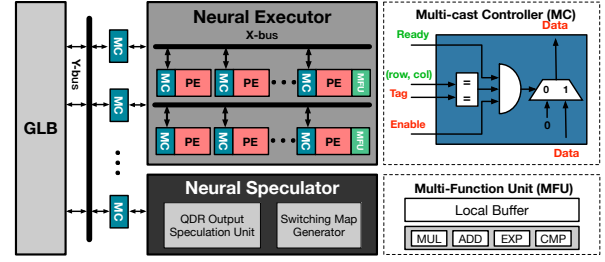 GLB
Y-bus
MC
MC
MC
Neural Executor
X-bus
MC PE MC PE MC PE MFU
MC PE MC PE MC PE MFU
Neural Speculator
QDR Output
Speculation Unit
Switching Map
Generator
Multi-cast Controller (MC)
Ready
Data
(row, col)
Tag
=
=
0 1
Enable
0
Data
Multi-Function Unit (MFU)
Local Buffer
MUL ADD EXP CMP